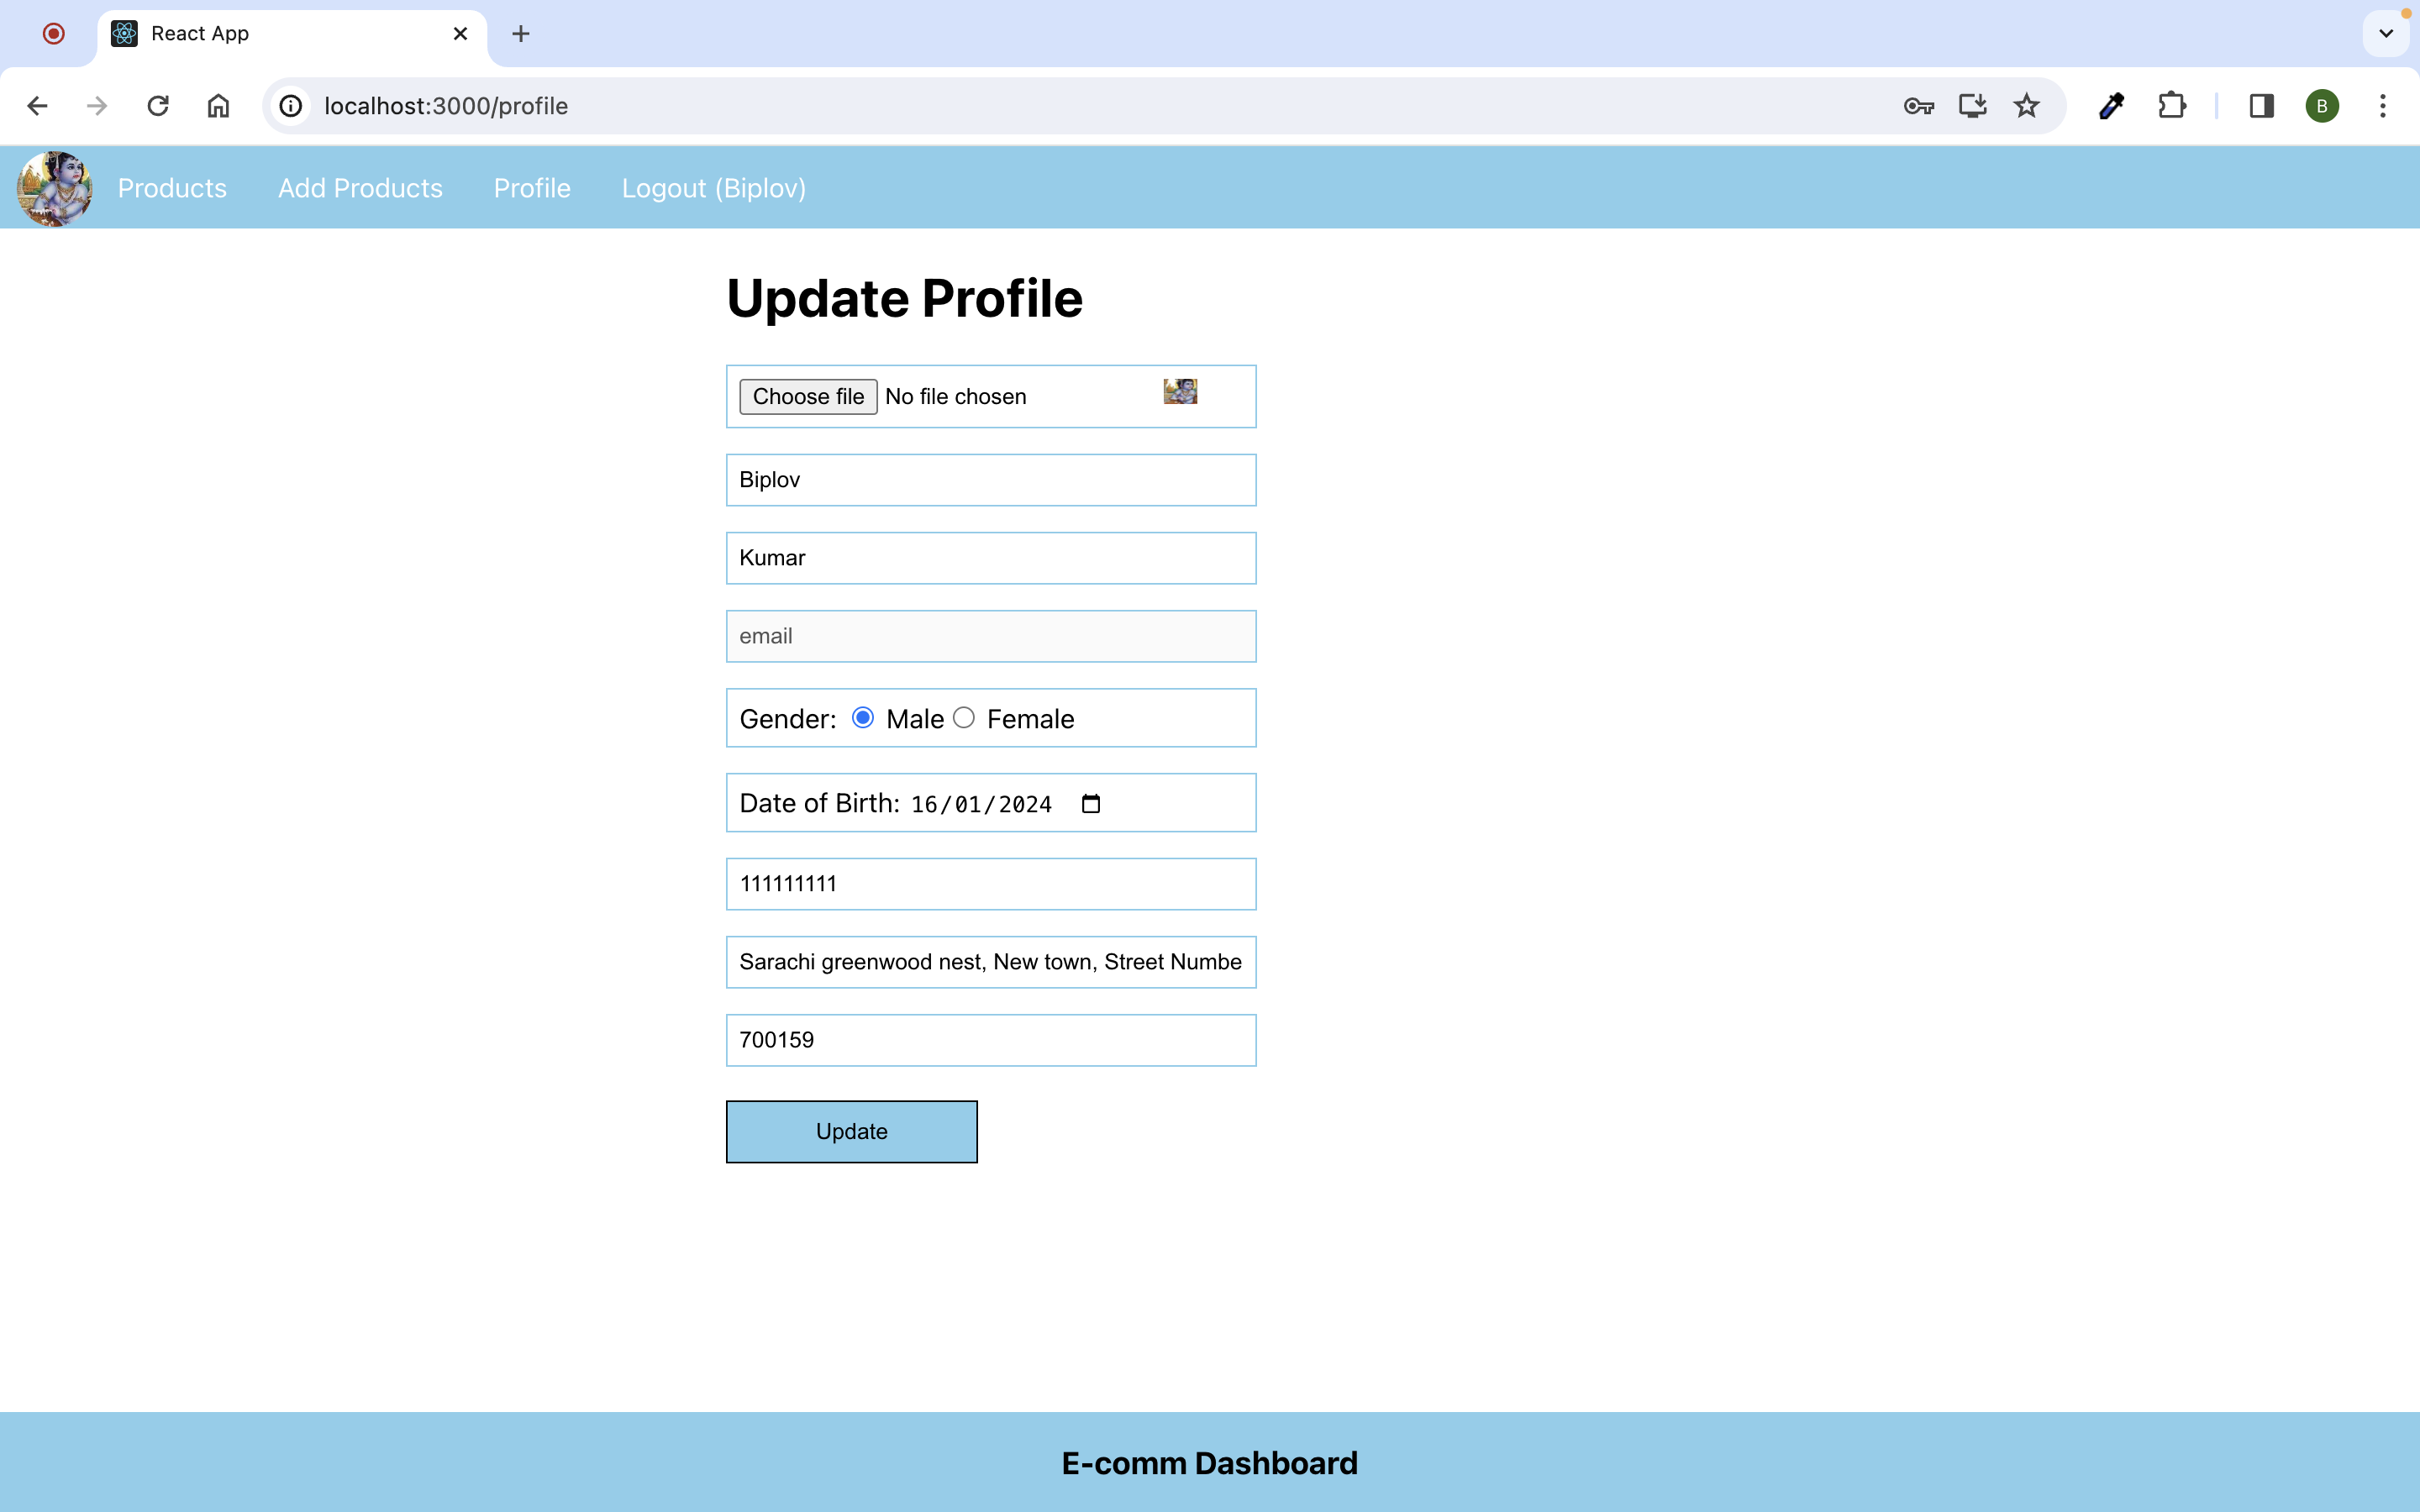 React App
localhost:3000/profile
B
Products Add Products Profile Logout (Biplov)
Update Profile
Choose file No file chosen
Biplov
Kumar
email
Gender: Male Female
Date of Birth: 16/01/2024
111111111
Sarachi greenwood nest, New town, Street Numbe
700159
Update
E-comm Dashboard